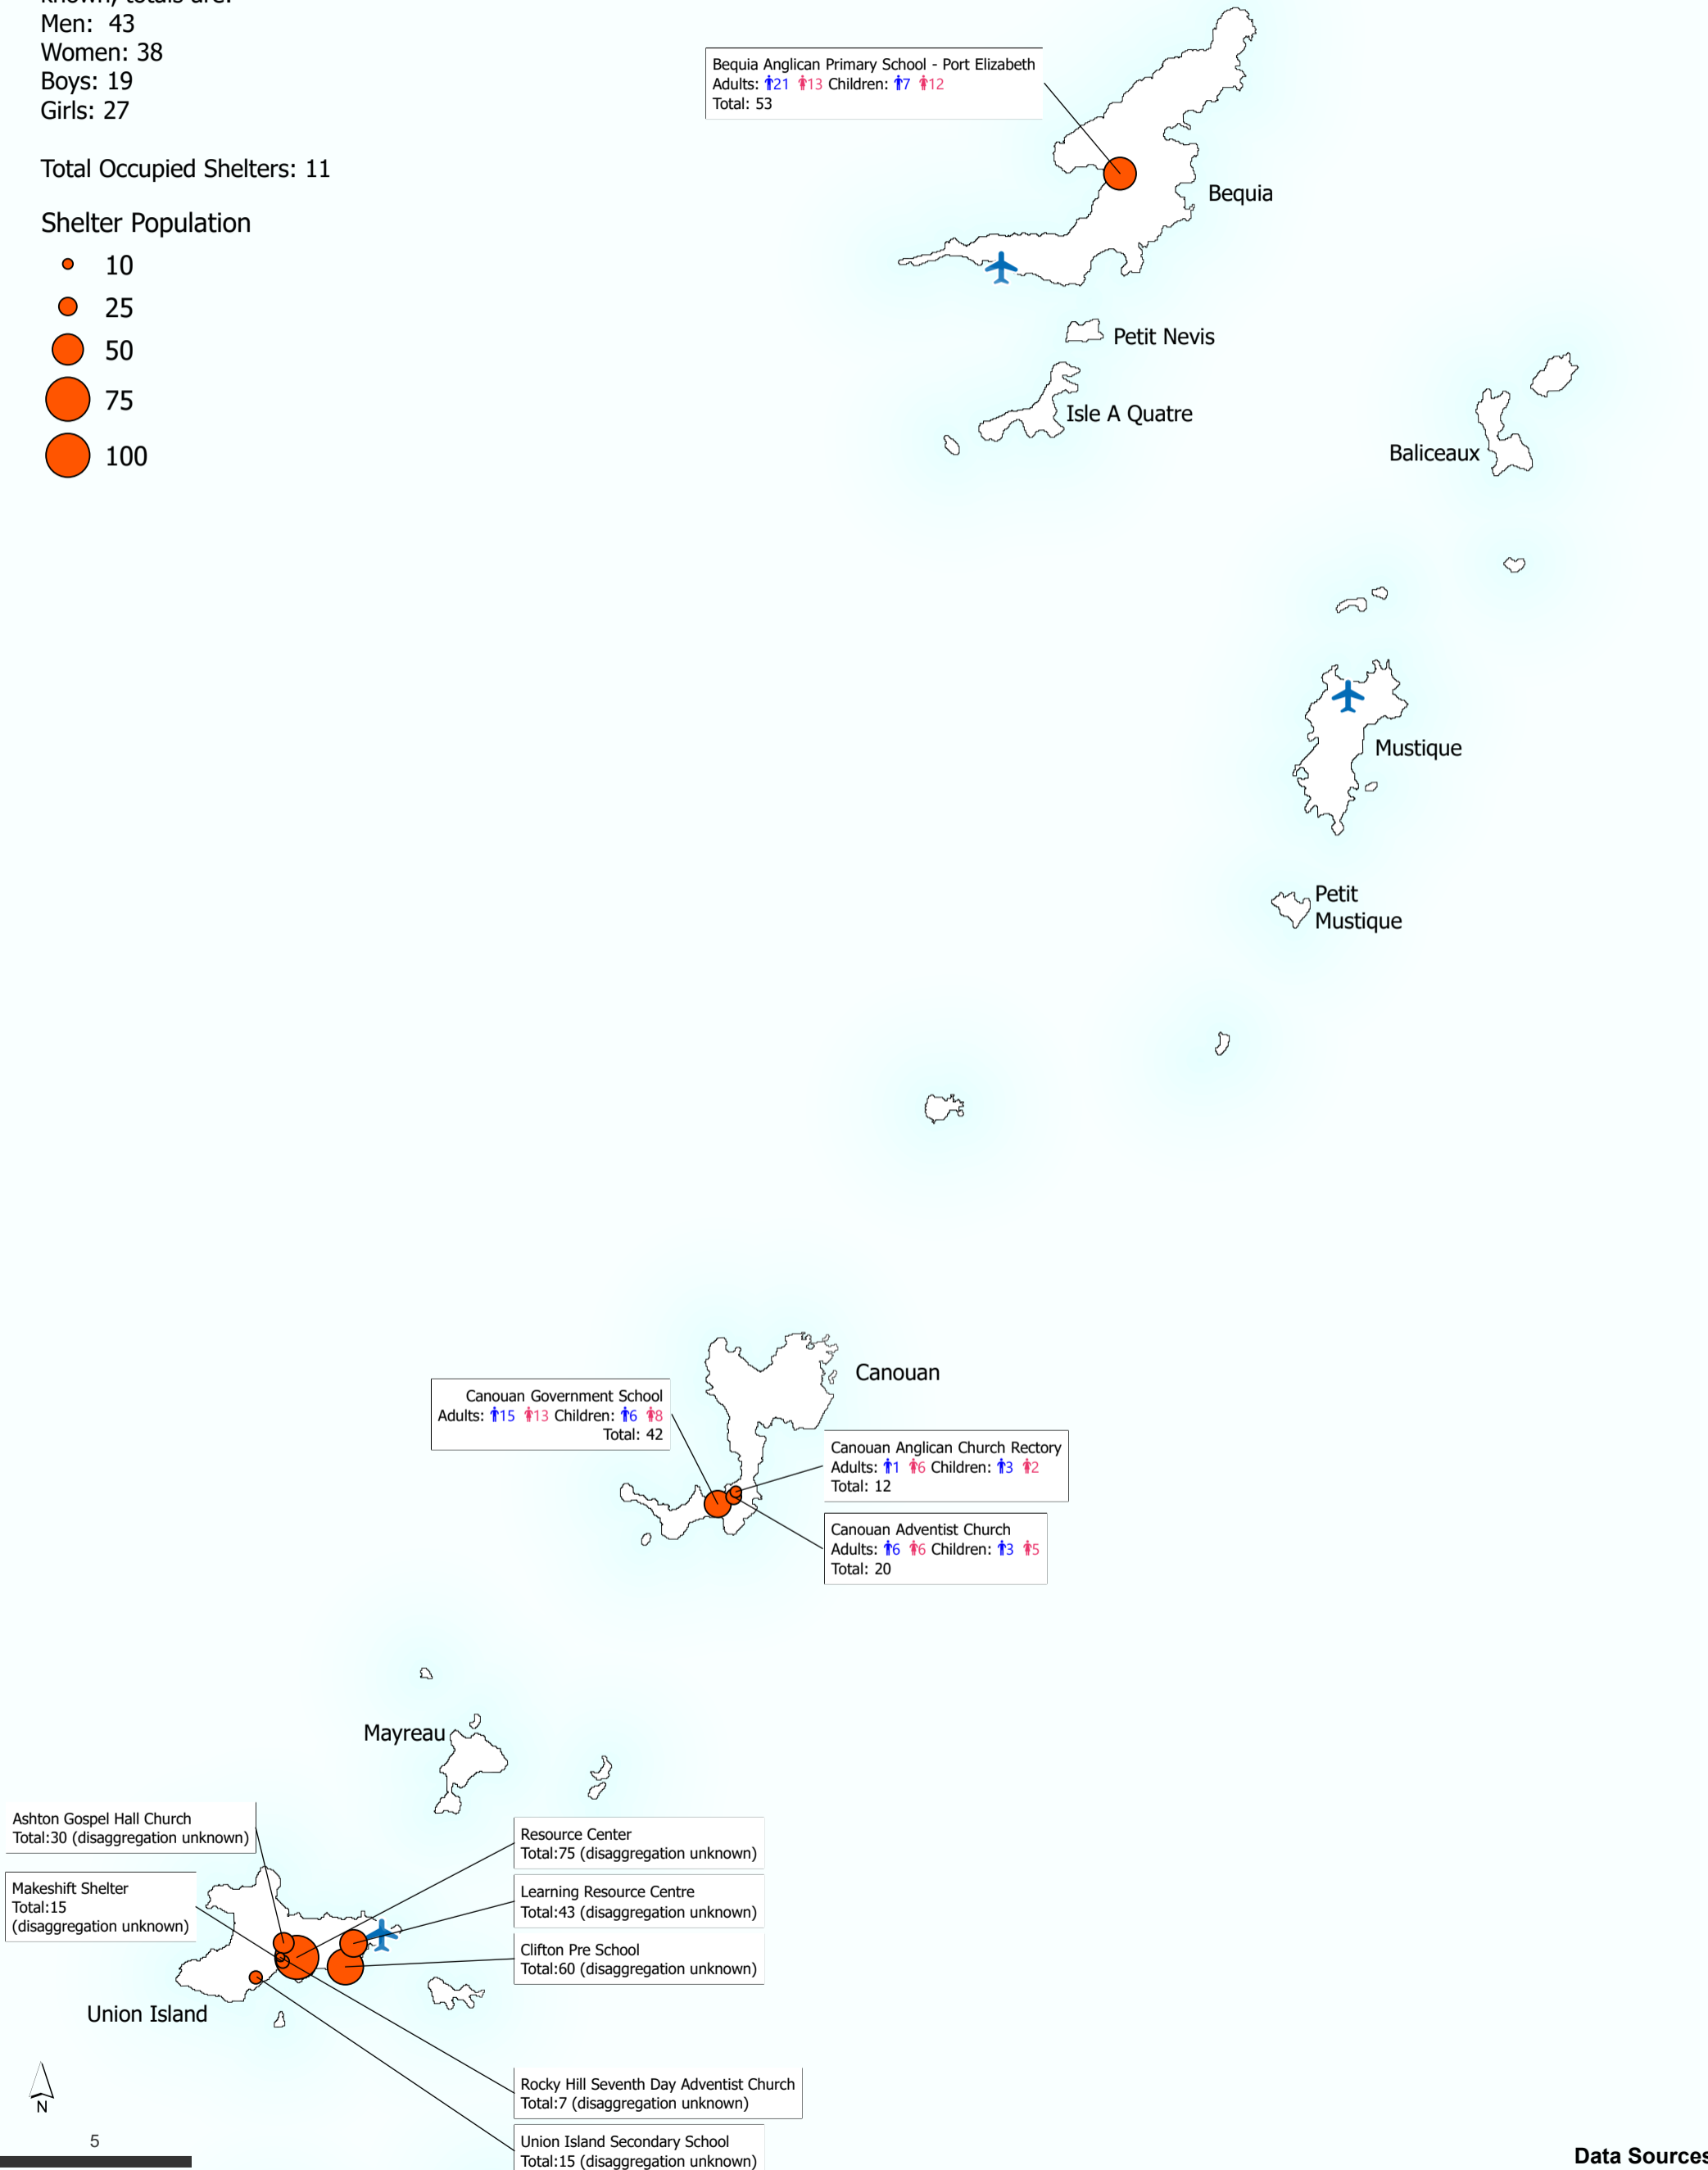 known, totals are:
Men: 43
Women: 38
Boys: 19
Girls: 27
Total Occupied Shelters: 11
Shelter Population
10
25
50
75
100
Bequia Anglican Primary School - Port Elizabeth
Adults: 21 13 Children: 7 12
Total: 53
Bequia
Petit Nevis
Isle A Quatre
Baliceaux
Mustique
Petit
Mustique
Canouan
Canouan Government School
Adults: 15 13 Children: 6 8
Total: 42
Canouan Anglican Church Rectory
Adults: 1 6 Children: 3 2
Total: 12
Canouan Adventist Church
Adults: 6 6 Children: 3 5
Total: 20
Mayreau
Ashton Gospel Hall Church
Total:30 (disaggregation unknown)
Makeshift Shelter
Total:15
(disaggregation unknown)
Resource Center
Total:75 (disaggregation unknown)
Learning Resource Centre
Total:43 (disaggregation unknown)
Clifton Pre School
Total:60 (disaggregation unknown)
Union Island
Rocky Hill Seventh Day Adventist Church
Total:7 (disaggregation unknown)
Union Island Secondary School
Total:15 (disaggregation unknown)
N
5
Data Sources